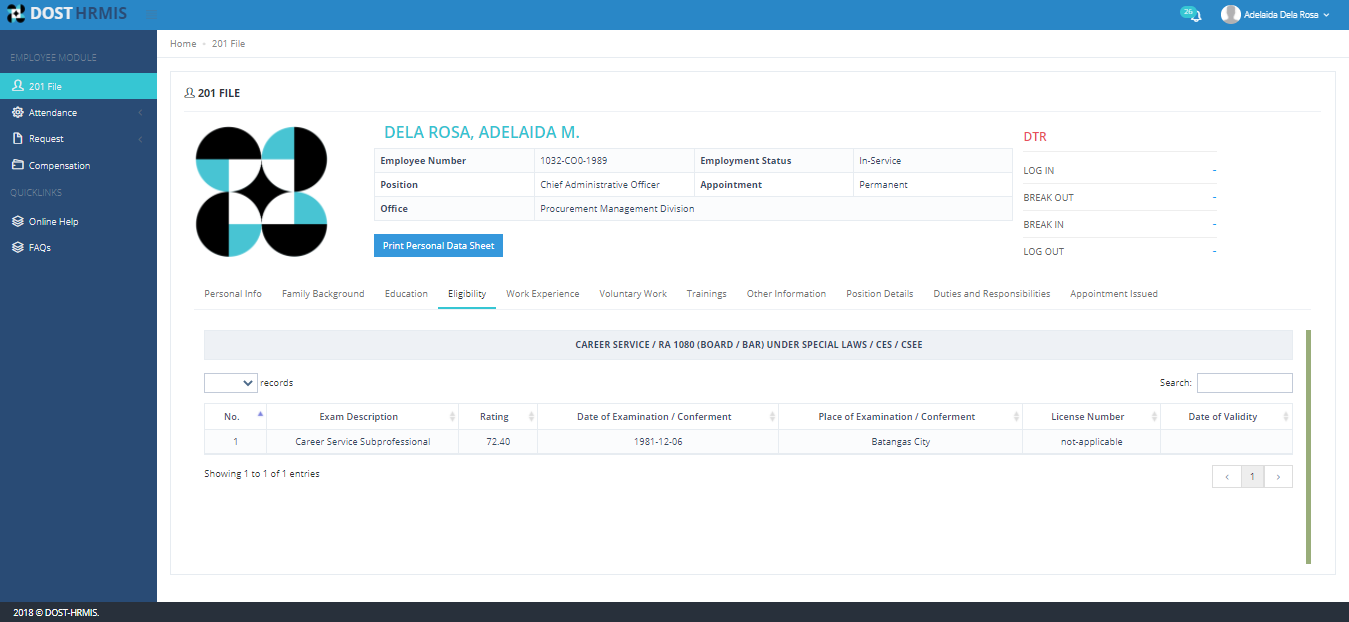 DOST HRMIS
26
Adelaida Dela Rosa
EMPLOYEE MODULE
201 File
Attendance
Request
Compensation
QUICKLINKS
Online Help
FAQs
Home
201 File
201 FILE
DELA ROSA, ADELAIDA M.
Employee Number 1032-CO0-1989 Employment Status In-Service
Position Chief Administrative Officer Appointment Permanent
Office Procurement Management Division
Print Personal Data Sheet
DTR
LOG IN -
BREAK OUT -
BREAK IN -
LOG OUT -
Personal Info Family Background Education Eligibility Work Experience Voluntary Work Trainings Other Information Position Details Duties and Responsibilities Appointment Issued
CAREER SERVICE / RA 1080 (BOARD / BAR) UNDER SPECIAL LAWS / CES / CSEE
records Search:
No. Exam Description Rating Date of Examination / Conferment Place of Examination / Conferment License Number Date of Validity
1 Career Service Subprofessional 72.40 1981-12-06 Batangas City not-applicable
Showing 1 to 1 of 1 entries
‹ 1 ›
2018 © DOST-HRMIS.